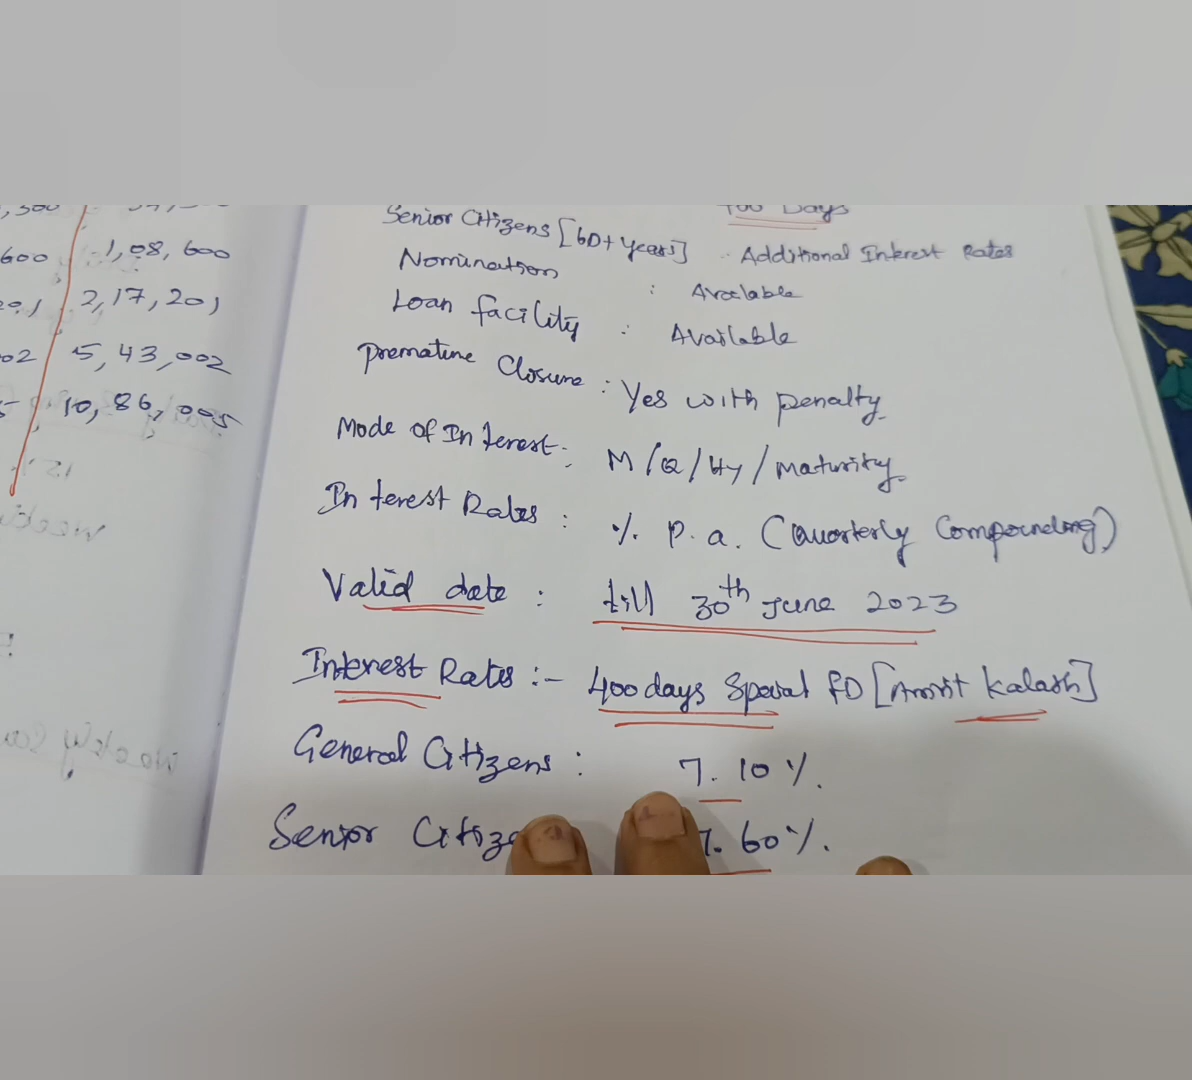 1,08,600
2,17,201
5,43,002
10,86,005
400 Days
Senior Citizens [60+ years] : Additional Interest Rates
Nomination : Available
Loan facility : Available
Premature Closure : Yes with penalty
Mode of Interest : M/Q/Hy/maturity
Interest Rates : % P.a. (Quarterly Compounding)
Valid date : till 30th June 2023
Interest Rates :- 400 days Special FD [Amrit Kalash]
General Citizens : 7.10%.
Senior Citize 7.60%.